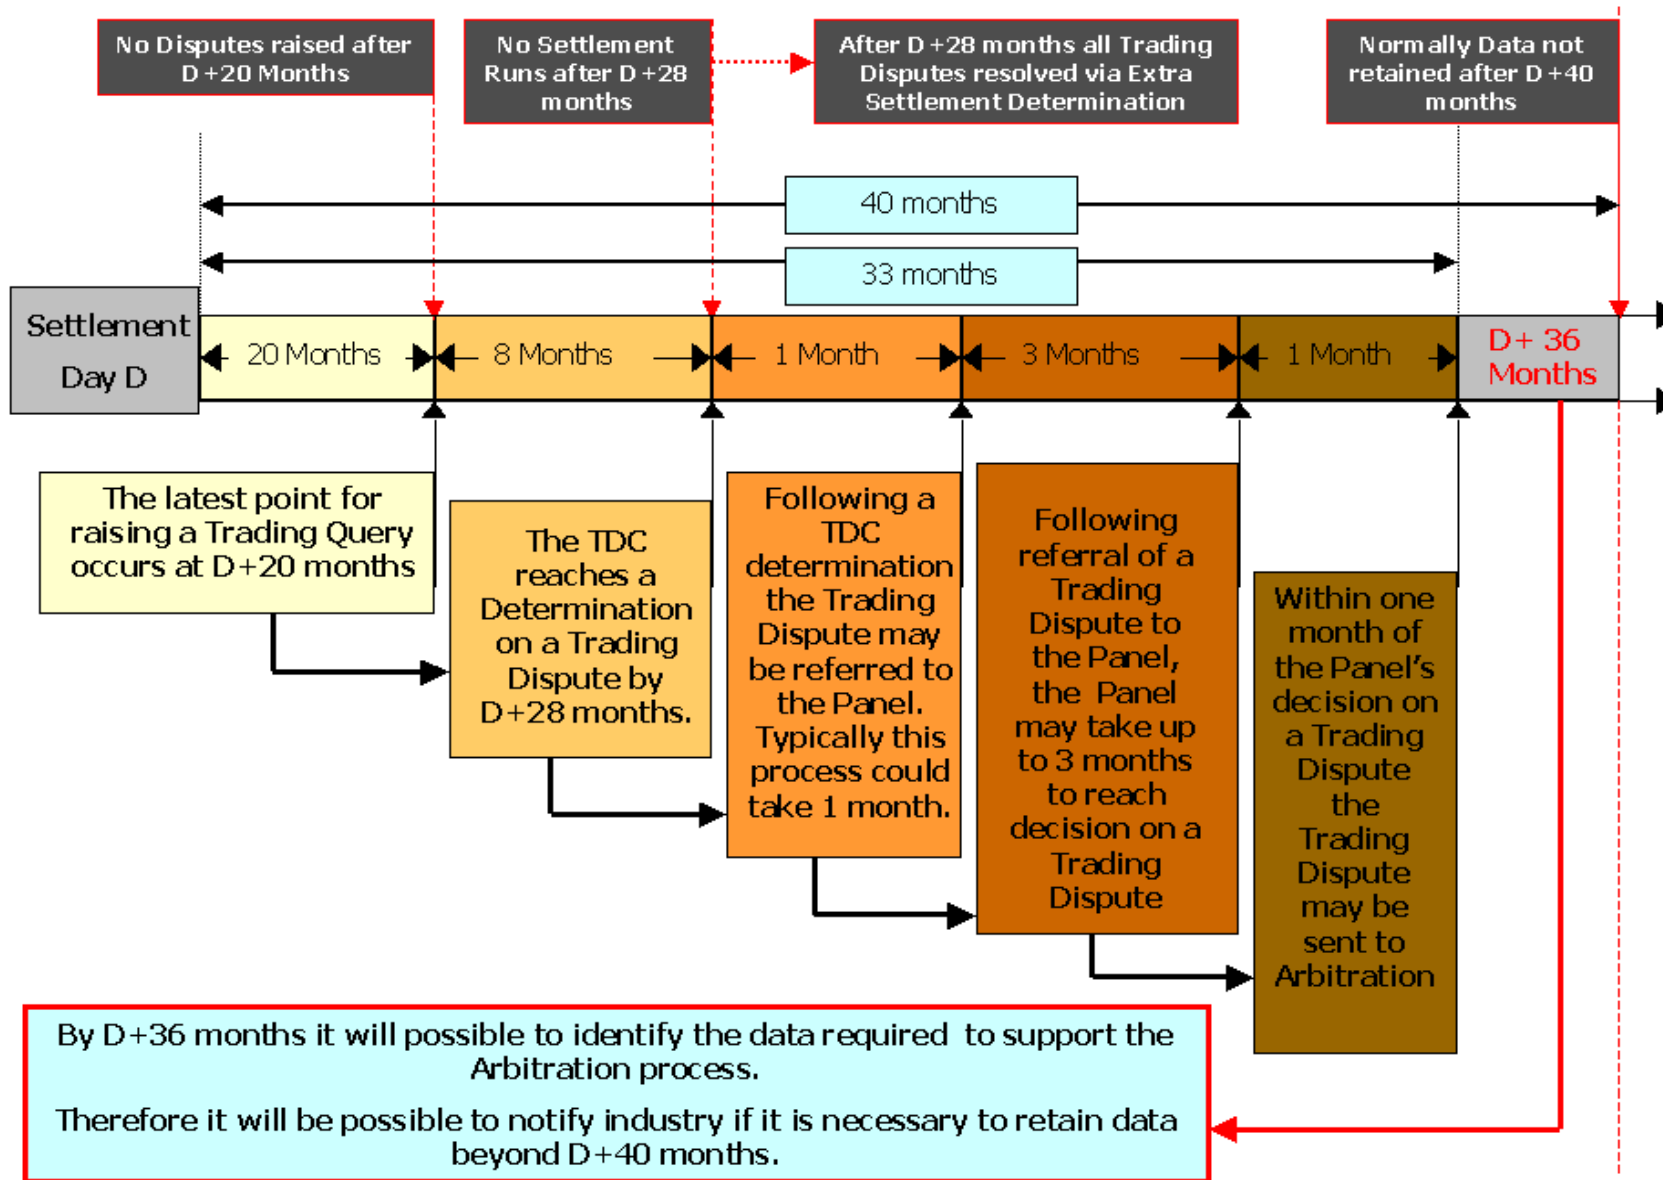 No Disputes raised after
D+20 Months
No Settlement
Runs after D+28
months
After D+28 months all Trading
Disputes resolved via Extra
Settlement Determination
Normally Data not
retained after D+40
months
40 months
33 months
Settlement
Day D
20 Months
8 Months
1 Month
3 Months
1 Month
D+ 36
Months
The latest point for
raising a Trading Query
occurs at D+20 months
The TDC
reaches a
Determination
on a Trading
Dispute by
D+28 months.
Following a
TDC
determination
the Trading
Dispute may
be referred to
the Panel.
Typically this
process could
take 1 month.
Following
referral of a
Trading
Dispute to
the Panel,
the Panel
may take up
to 3 months
to reach
decision on a
Trading
Dispute
Within one
month of
the Panel's
decision on
a Trading
Dispute
the
Trading
Dispute
may be
sent to
Arbitration
By D+36 months it will possible to identify the data required to support the
Arbitration process.
Therefore it will be possible to notify industry if it is necessary to retain data
beyond D+40 months.